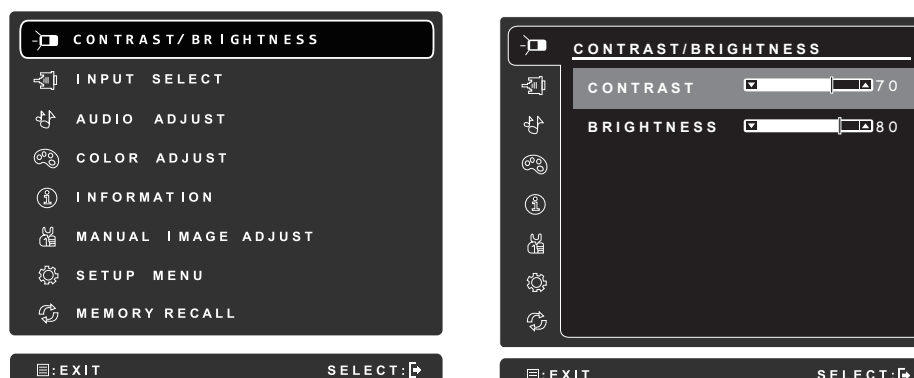 CONTRAST/BRIGHTNESS
INPUT SELECT
AUDIO ADJUST
COLOR ADJUST
INFORMATION
MANUAL IMAGE ADJUST
SETUP MENU
MEMORY RECALL
:EXIT SELECT:
CONTRAST/BRIGHTNESS
CONTRAST 70
BRIGHTNESS 80
:EXIT SELECT: